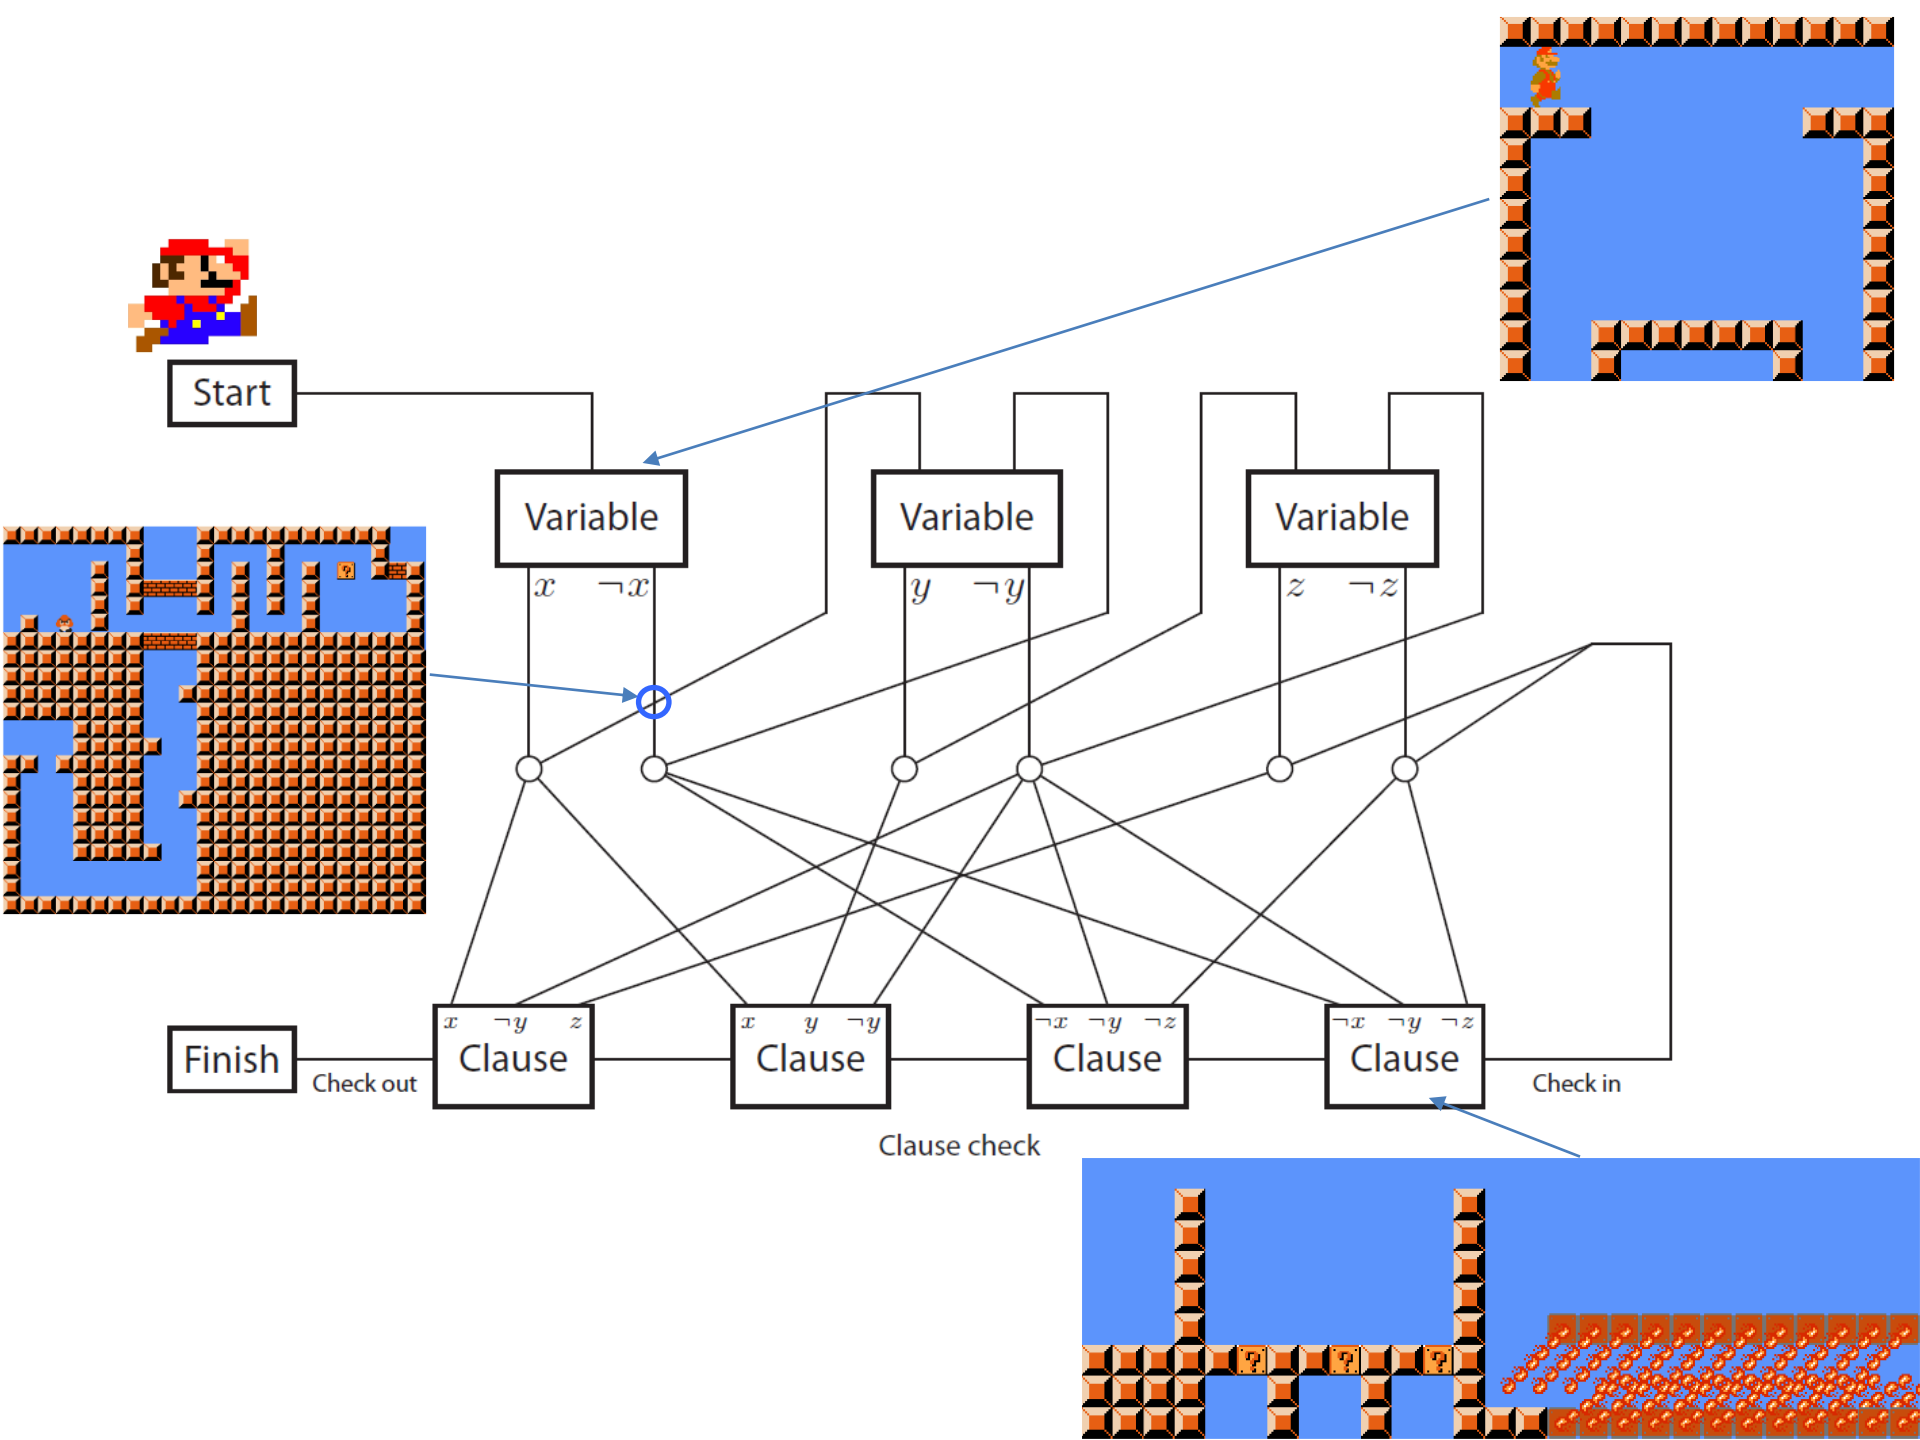 Start
Variable Variable Variable
x ¬x y ¬y z ¬z
x ¬y z x y ¬y ¬x ¬y ¬z ¬x ¬y ¬z
Finish Clause Clause Clause Clause
Check out Check in
Clause check
? 
? ? ?